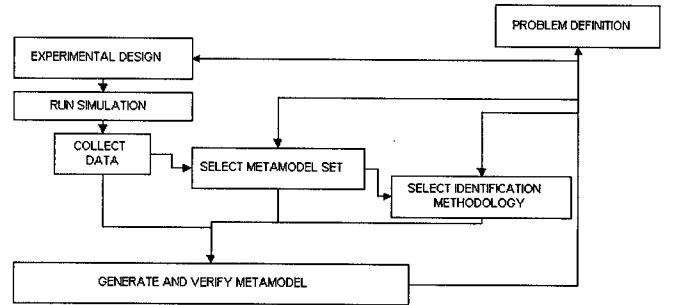 PROBLEM DEFINITION
EXPERIMENTAL DESIGN
RUN SIMULATION
COLLECT
DATA
SELECT METAMODEL SET
SELECT IDENTIFICATION
METHODOLOGY
GENERATE AND VERIFY METAMODEL